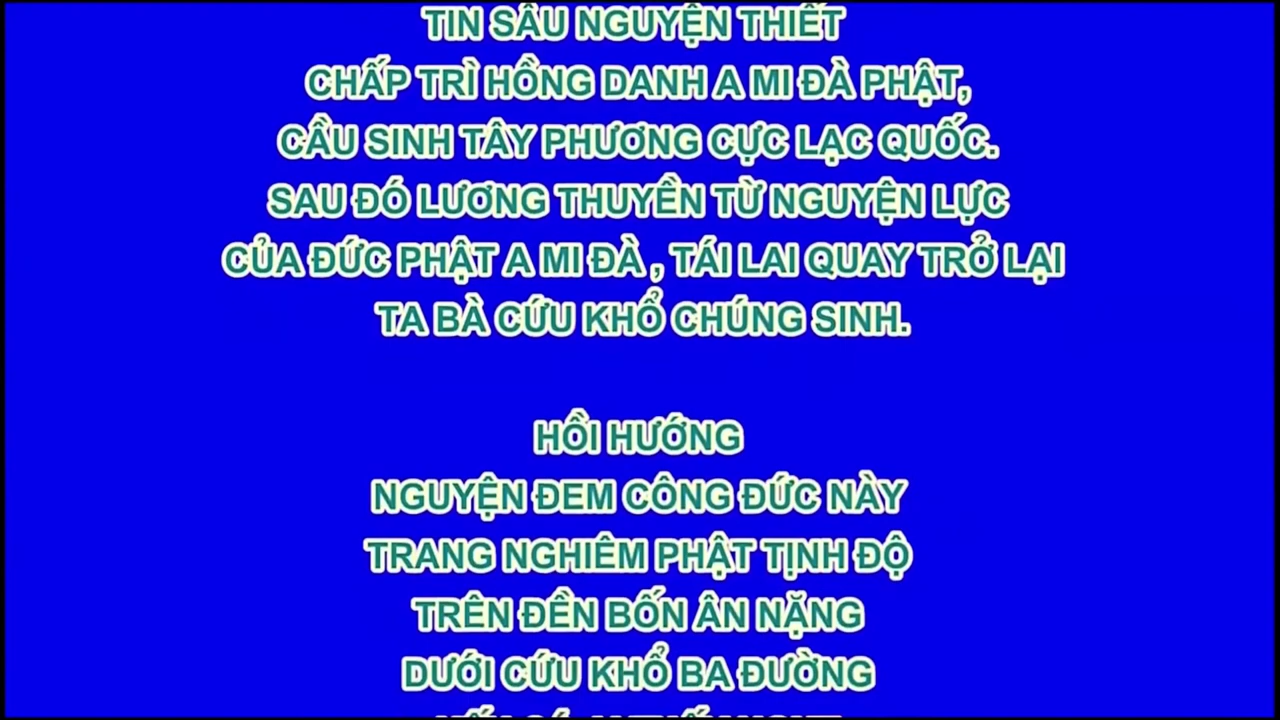 TIN SÂU NGUYỆN THIẾT
CHẤP TRÌ HỒNG DANH A MI ĐÀ PHẬT,
CẦU SINH TÂY PHƯƠNG CỰC LẠC QUỐC.
SAU ĐÓ LƯƠNG THUYỀN TỪ NGUYỆN LỰC
CỦA ĐỨC PHẬT A MI ĐÀ , TÁI LAI QUAY TRỞ LẠI
TA BÀ CỨU KHỔ CHÚNG SINH.
HỒI HƯỚNG
NGUYỆN ĐEM CÔNG ĐỨC NÀY
TRANG NGHIÊM PHẬT TỊNH ĐỘ
TRÊN ĐỀN BỐN ÂN NẶNG
DƯỚI CỨU KHỔ BA ĐƯỜNG